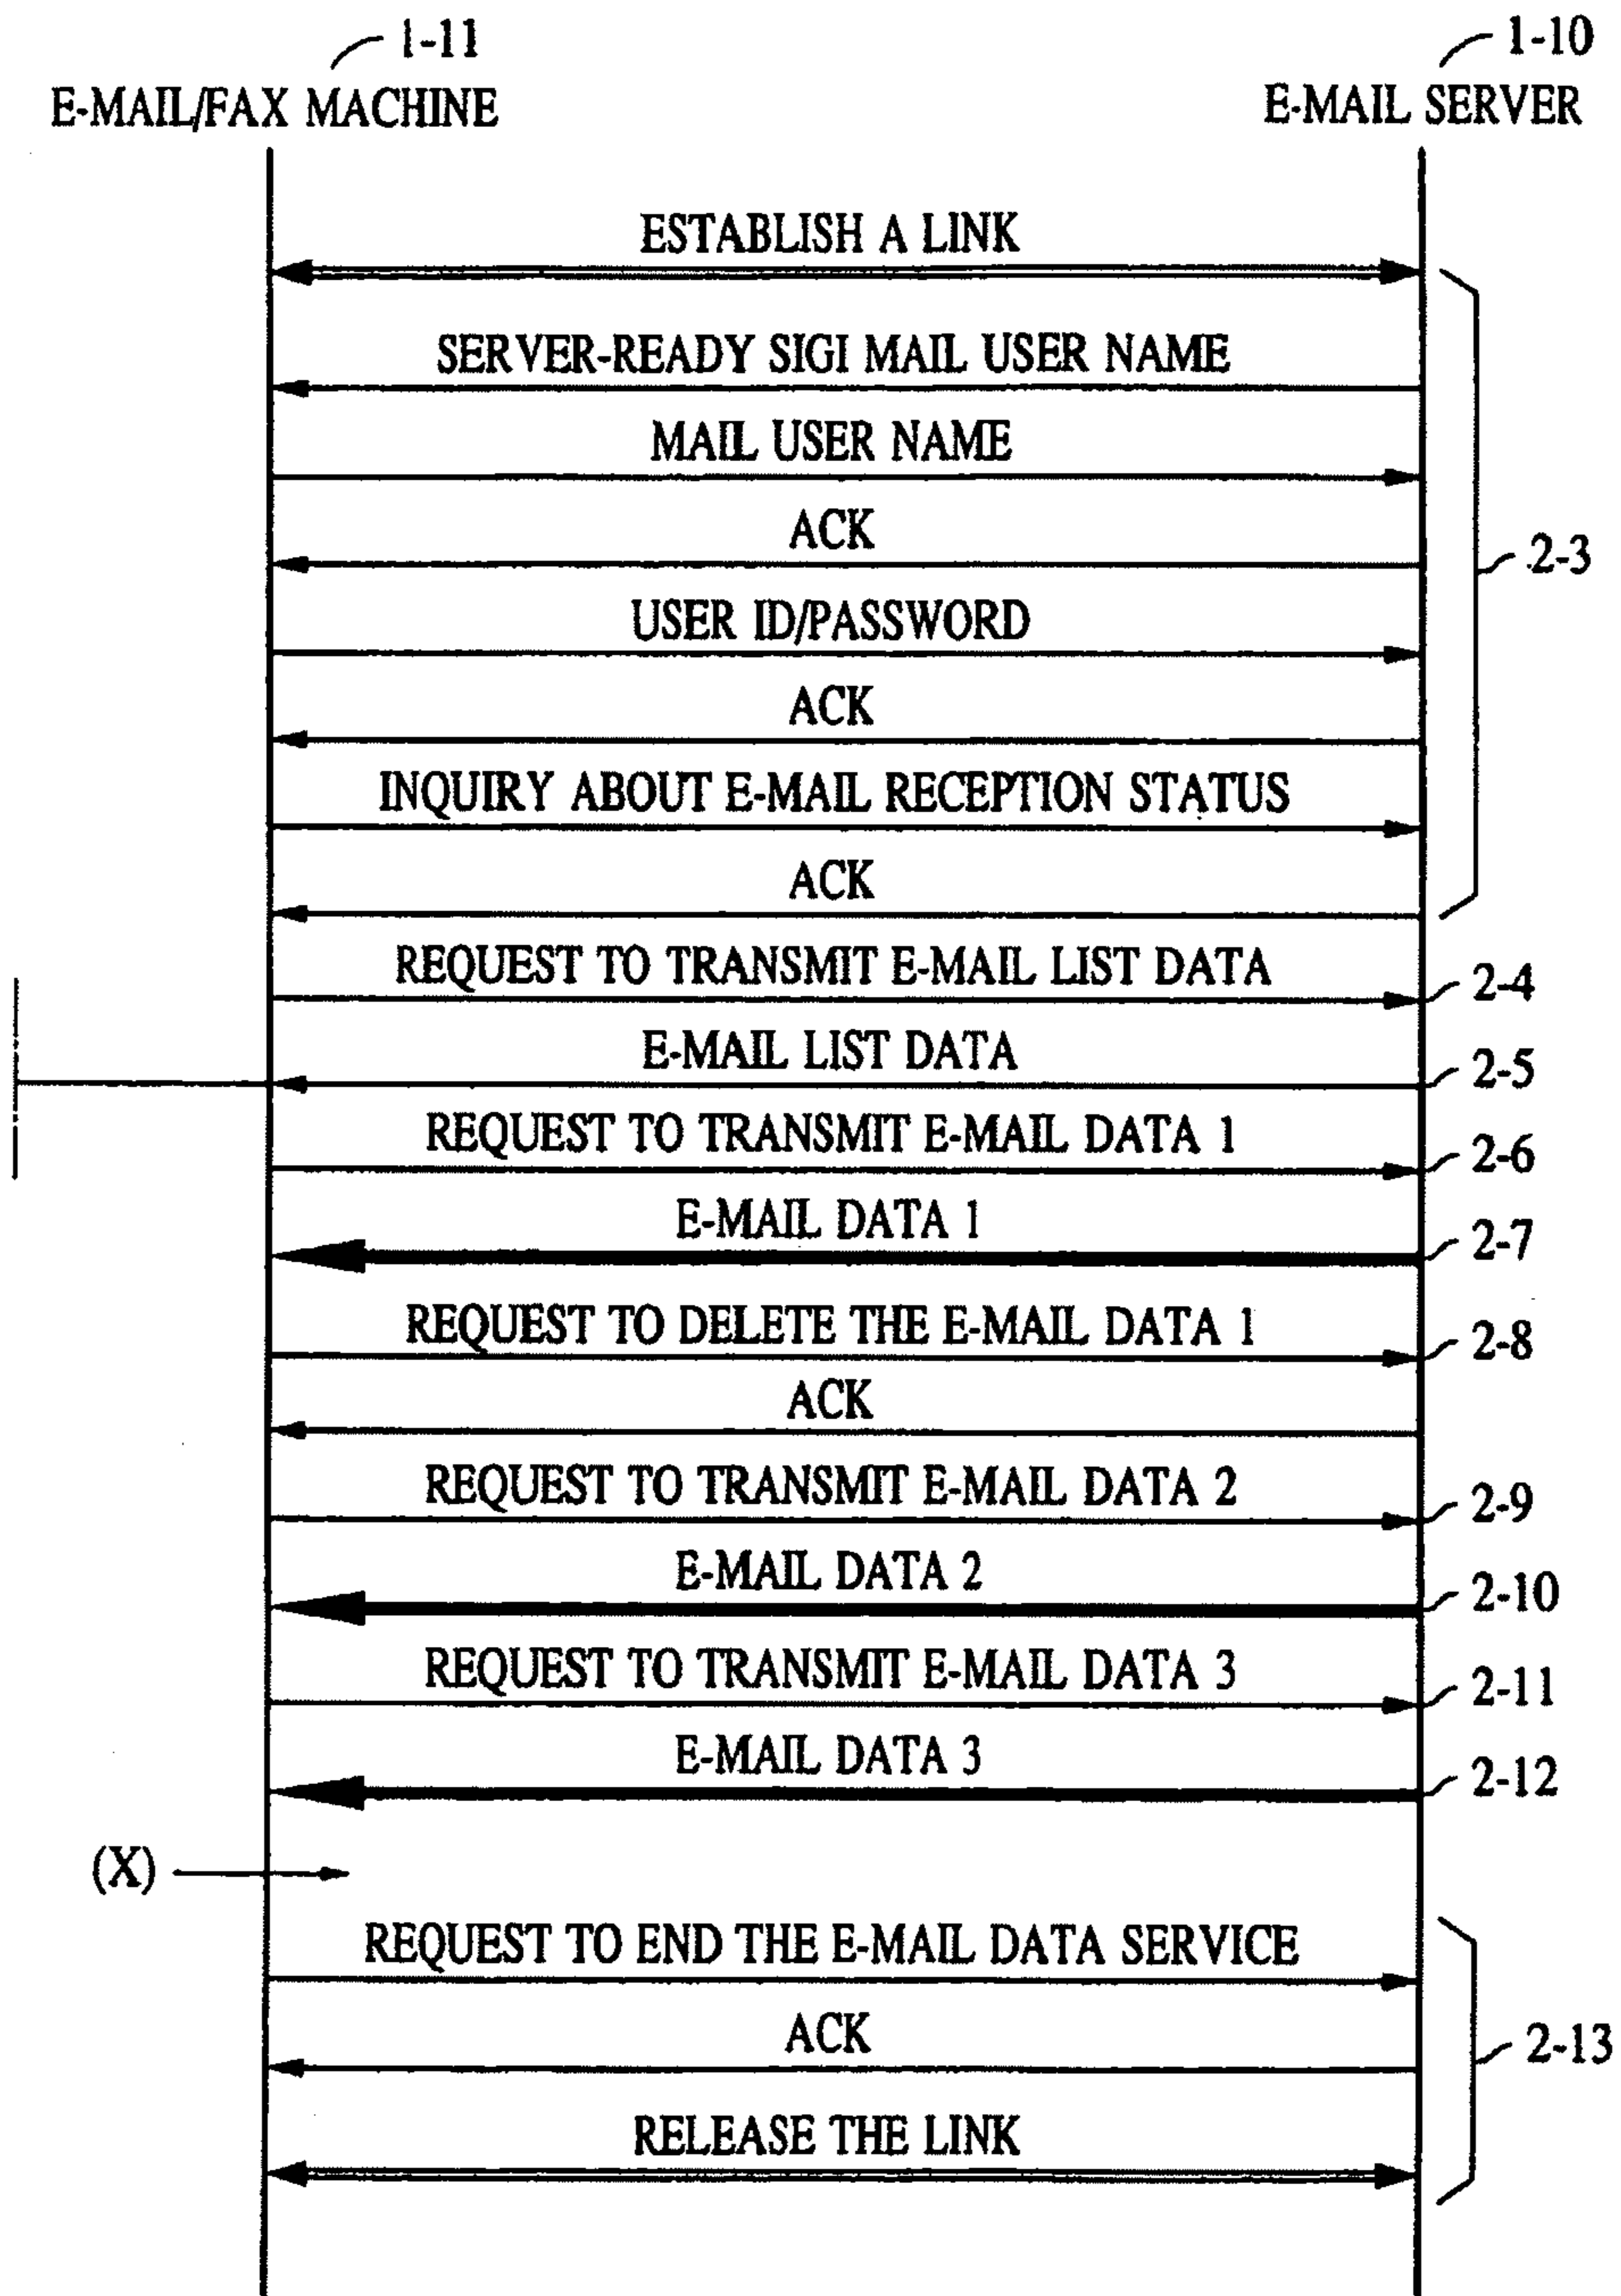 1-11
E-MAIL/FAX MACHINE
1-10
E-MAIL SERVER
ESTABLISH A LINK
SERVER-READY SIGI MAIL USER NAME
MAIL USER NAME
ACK
2-3
USER ID/PASSWORD
ACK
INQUIRY ABOUT E-MAIL RECEPTION STATUS
ACK
REQUEST TO TRANSMIT E-MAIL LIST DATA
2-4
E-MAIL LIST DATA
2-5
REQUEST TO TRANSMIT E-MAIL DATA 1
2-6
E-MAIL DATA 1
2-7
REQUEST TO DELETE THE E-MAIL DATA 1
2-8
ACK
REQUEST TO TRANSMIT E-MAIL DATA 2
2-9
E-MAIL DATA 2
2-10
REQUEST TO TRANSMIT E-MAIL DATA 3
2-11
E-MAIL DATA 3
2-12
(X)
REQUEST TO END THE E-MAIL DATA SERVICE
ACK
2-13
RELEASE THE LINK